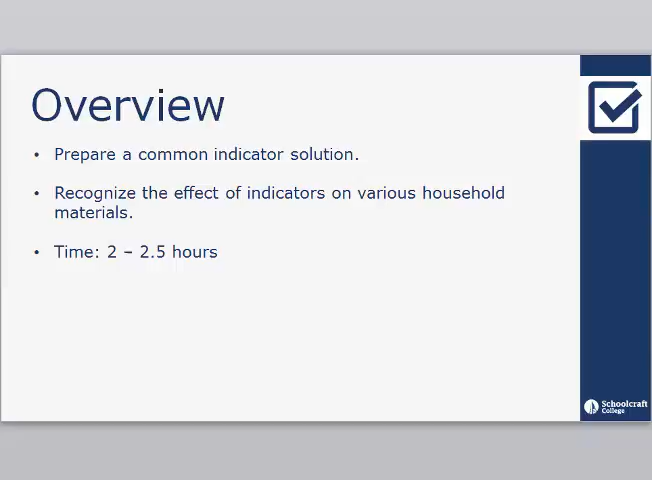 Overview
• Prepare a common indicator solution.
• Recognize the effect of indicators on various household
materials.
• Time: 2 – 2.5 hours
Schoolcraft
College